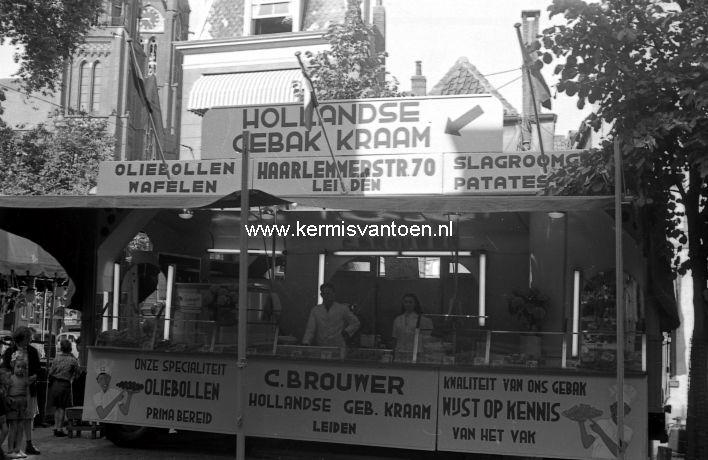 HOLLANDSE
GEBAK KRAAM
OLIEBOLLEN
WAFELEN
HAARLEMMERSTR. 70
LEIDEN
SLAGROOM
PATATES
www.kermisvantoen.nl
ONZE SPECIALITEIT
OLIEBOLLEN
PRIMA BEREID
C. BROUWER
HOLLANDSE GEB. KRAAM
LEIDEN
KWALITEIT VAN ONS GEBAK
WIJST OP KENNIS
VAN HET VAK